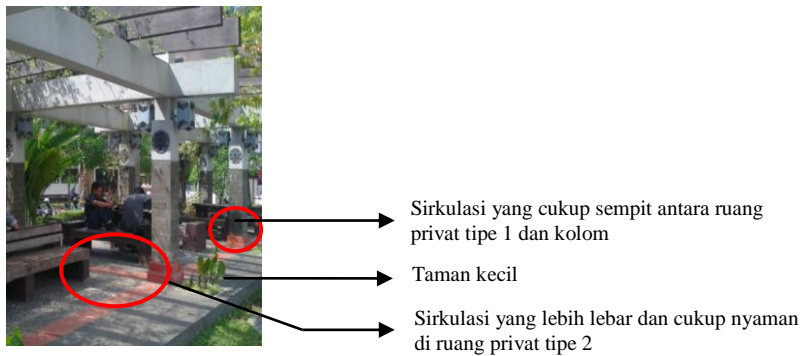 Sirkulasi yang cukup sempit antara ruang
privat tipe 1 dan kolom
Taman kecil
Sirkulasi yang lebih lebar dan cukup nyaman
di ruang privat tipe 2